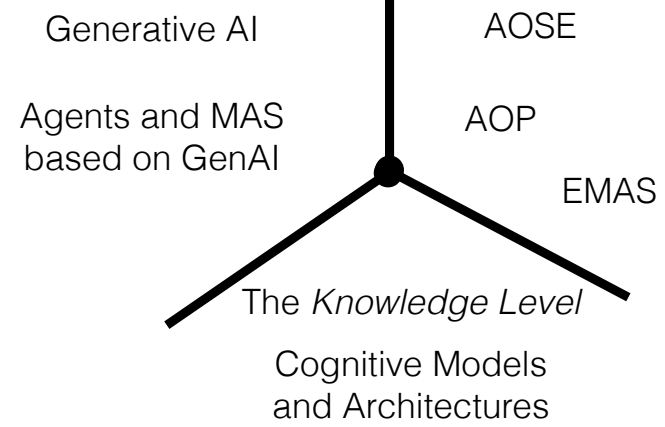 Generative AI
Agents and MAS
based on GenAI
AOSE
AOP
EMAS
The Knowledge Level
Cognitive Models
and Architectures